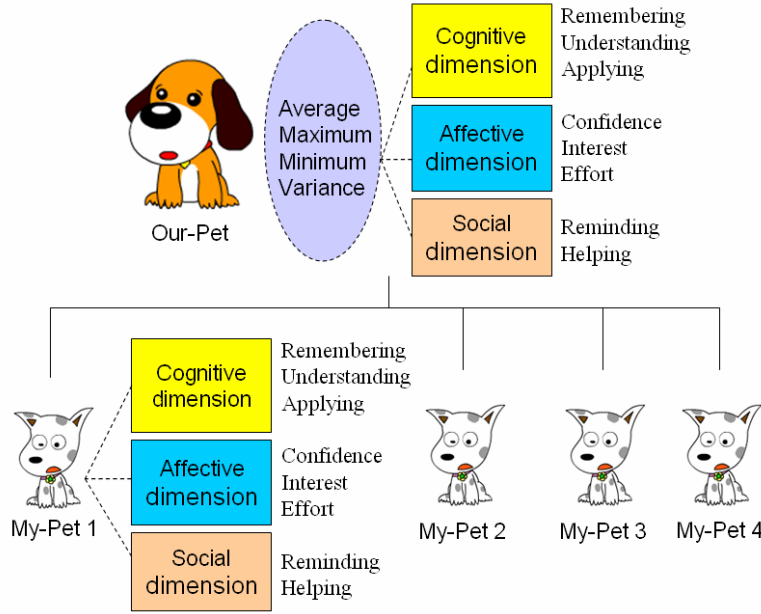 Our-Pet
Average
Maximum
Minimum
Variance
Cognitive
dimension
Remembering
Understanding
Applying
Affective
dimension
Confidence
Interest
Effort
Social
dimension
Reminding
Helping
My-Pet 1
Cognitive
dimension
Remembering
Understanding
Applying
Affective
dimension
Confidence
Interest
Effort
Social
dimension
Reminding
Helping
My-Pet 2
My-Pet 3
My-Pet 4